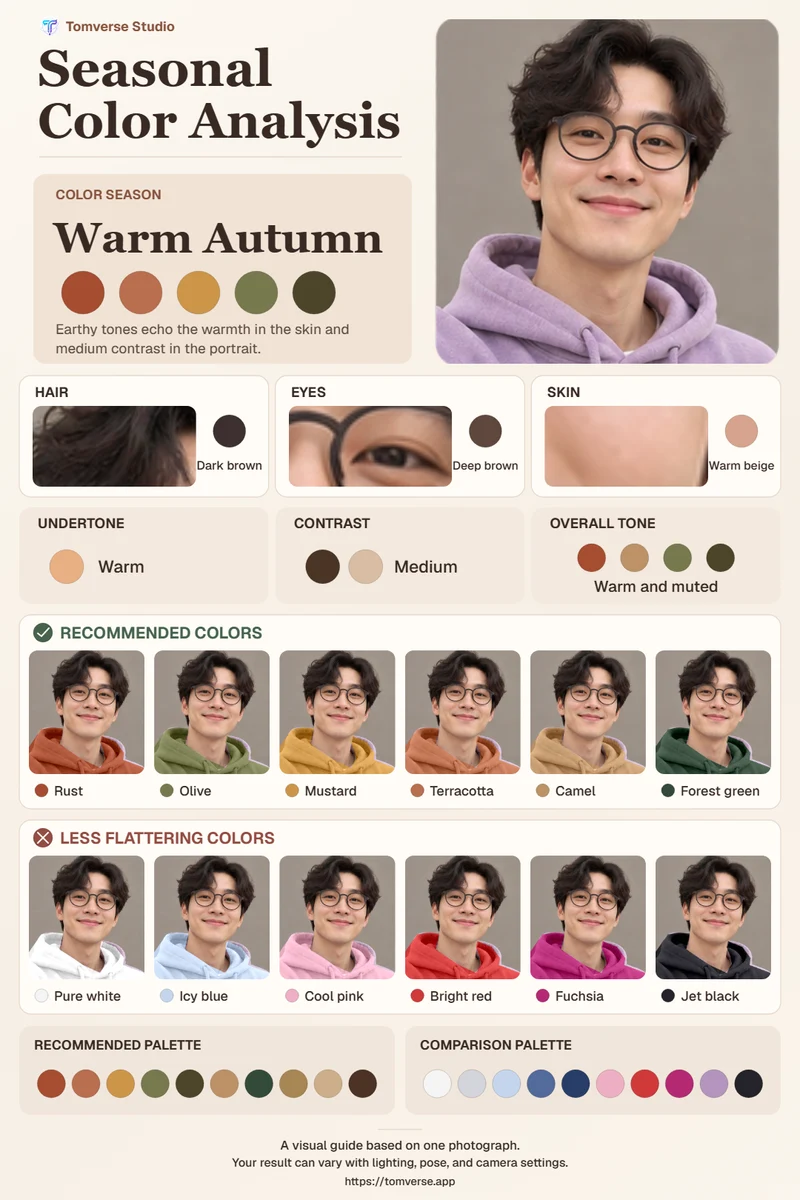 Tomverse Studio
Seasonal
Color Analysis
COLOR SEASON
Warm Autumn
Earthy tones echo the warmth in the skin and
medium contrast in the portrait.
HAIR
Dark brown
EYES
Deep brown
SKIN
Warm beige
UNDERTONE
Warm
CONTRAST
Medium
OVERALL TONE
Warm and muted
RECOMMENDED COLORS
Rust
Olive
Mustard
Terracotta
Camel
Forest green
LESS FLATTERING COLORS
Pure white
Icy blue
Cool pink
Bright red
Fuchsia
Jet black
RECOMMENDED PALETTE
COMPARISON PALETTE
A visual guide based on one photograph.
Your result can vary with lighting, pose, and camera settings.
https://tomverse.app